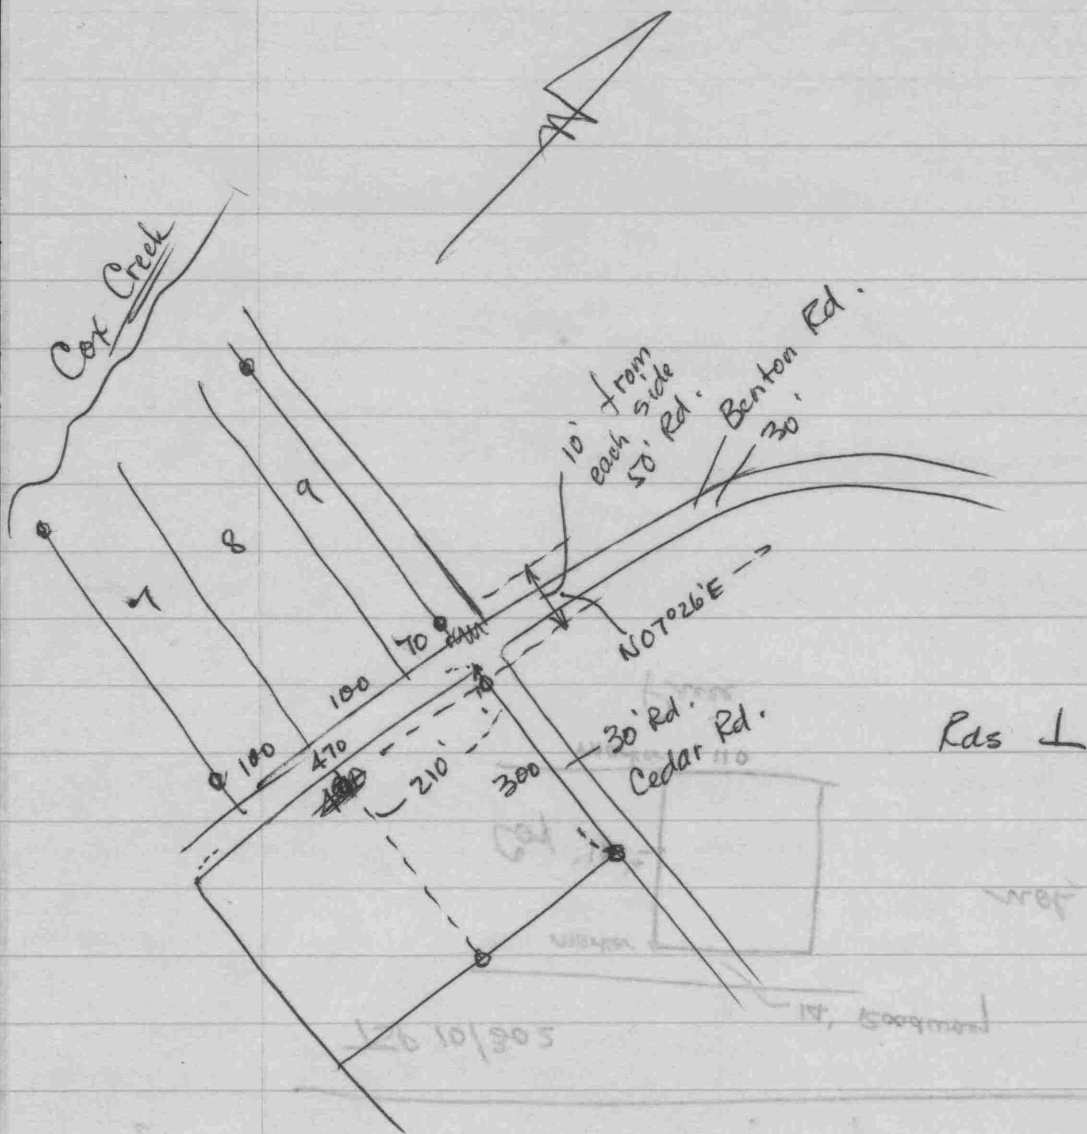 N
Cox Creek
10' from
each side
50' Rd.
Benton Rd.
30'
9
8
7
N07°26'E
70
100
100
470
210'
300
30' Rd.
Cedar Rd.
Rds ⊥